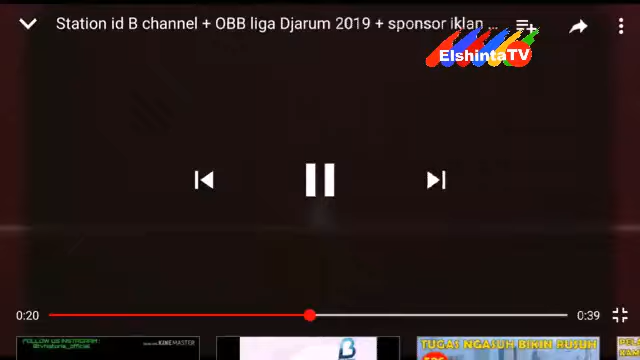 Station id B channel + OBB liga Djarum 2019 + sponsor iklan ...
ElshintaTV
0:20
0:39
FOLLOW US INSTAGRAM :
@tvhistorie_official
KINEMASTER
B
TUGAS NGASUH BIKIN RUSUH